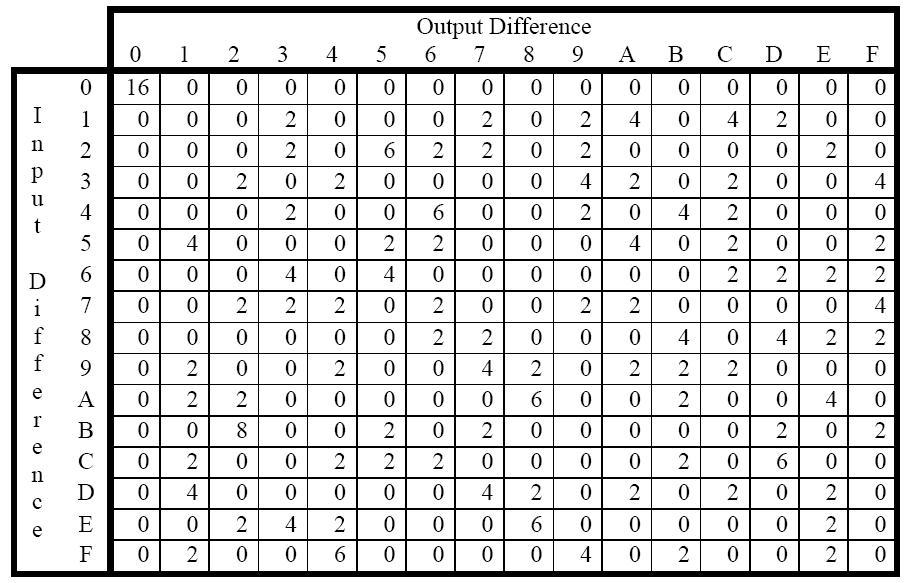 Output Difference
0 1 2 3 4 5 6 7 8 9 A B C D E F
Input Difference
0 16 0 0 0 0 0 0 0 0 0 0 0 0 0 0 0
1 0 0 0 2 0 0 0 2 0 2 4 0 4 2 0 0
2 0 0 0 2 0 6 2 2 0 2 0 0 0 0 2 0
3 0 0 2 0 2 0 0 0 0 4 2 0 2 0 0 4
4 0 0 0 2 0 0 6 0 0 2 0 4 2 0 0 0
5 0 4 0 0 0 2 2 0 0 0 4 0 2 0 0 2
6 0 0 0 4 0 4 0 0 0 0 0 0 2 2 2 2
7 0 0 2 2 2 0 2 0 0 2 2 0 0 0 0 4
8 0 0 0 0 0 0 2 2 0 0 0 4 0 4 2 2
9 0 2 0 0 2 0 0 4 2 0 2 2 2 0 0 0
A 0 2 2 0 0 0 0 0 6 0 0 2 0 0 4 0
B 0 0 8 0 0 2 0 2 0 0 0 0 0 2 0 2
C 0 2 0 0 2 2 2 0 0 0 0 2 0 6 0 0
D 0 4 0 0 0 0 0 4 2 0 2 0 2 0 2 0
E 0 0 2 4 2 0 0 0 6 0 0 0 0 0 2 0
F 0 2 0 0 6 0 0 0 0 4 0 2 0 0 2 0